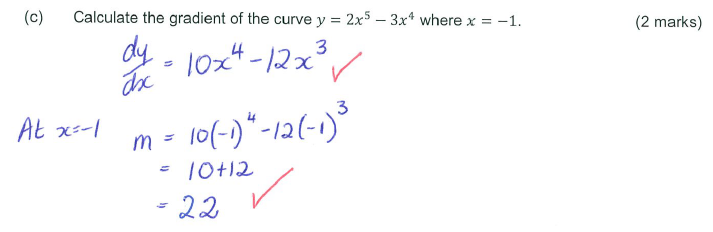 (c) Calculate the gradient of the curve y = 2x⁵ – 3x⁴ where x = –1. (2 marks)
dy/dx = 10x⁴ - 12x³
At x=-1 m = 10(-1)⁴ - 12(-1)³
= 10+12
= 22